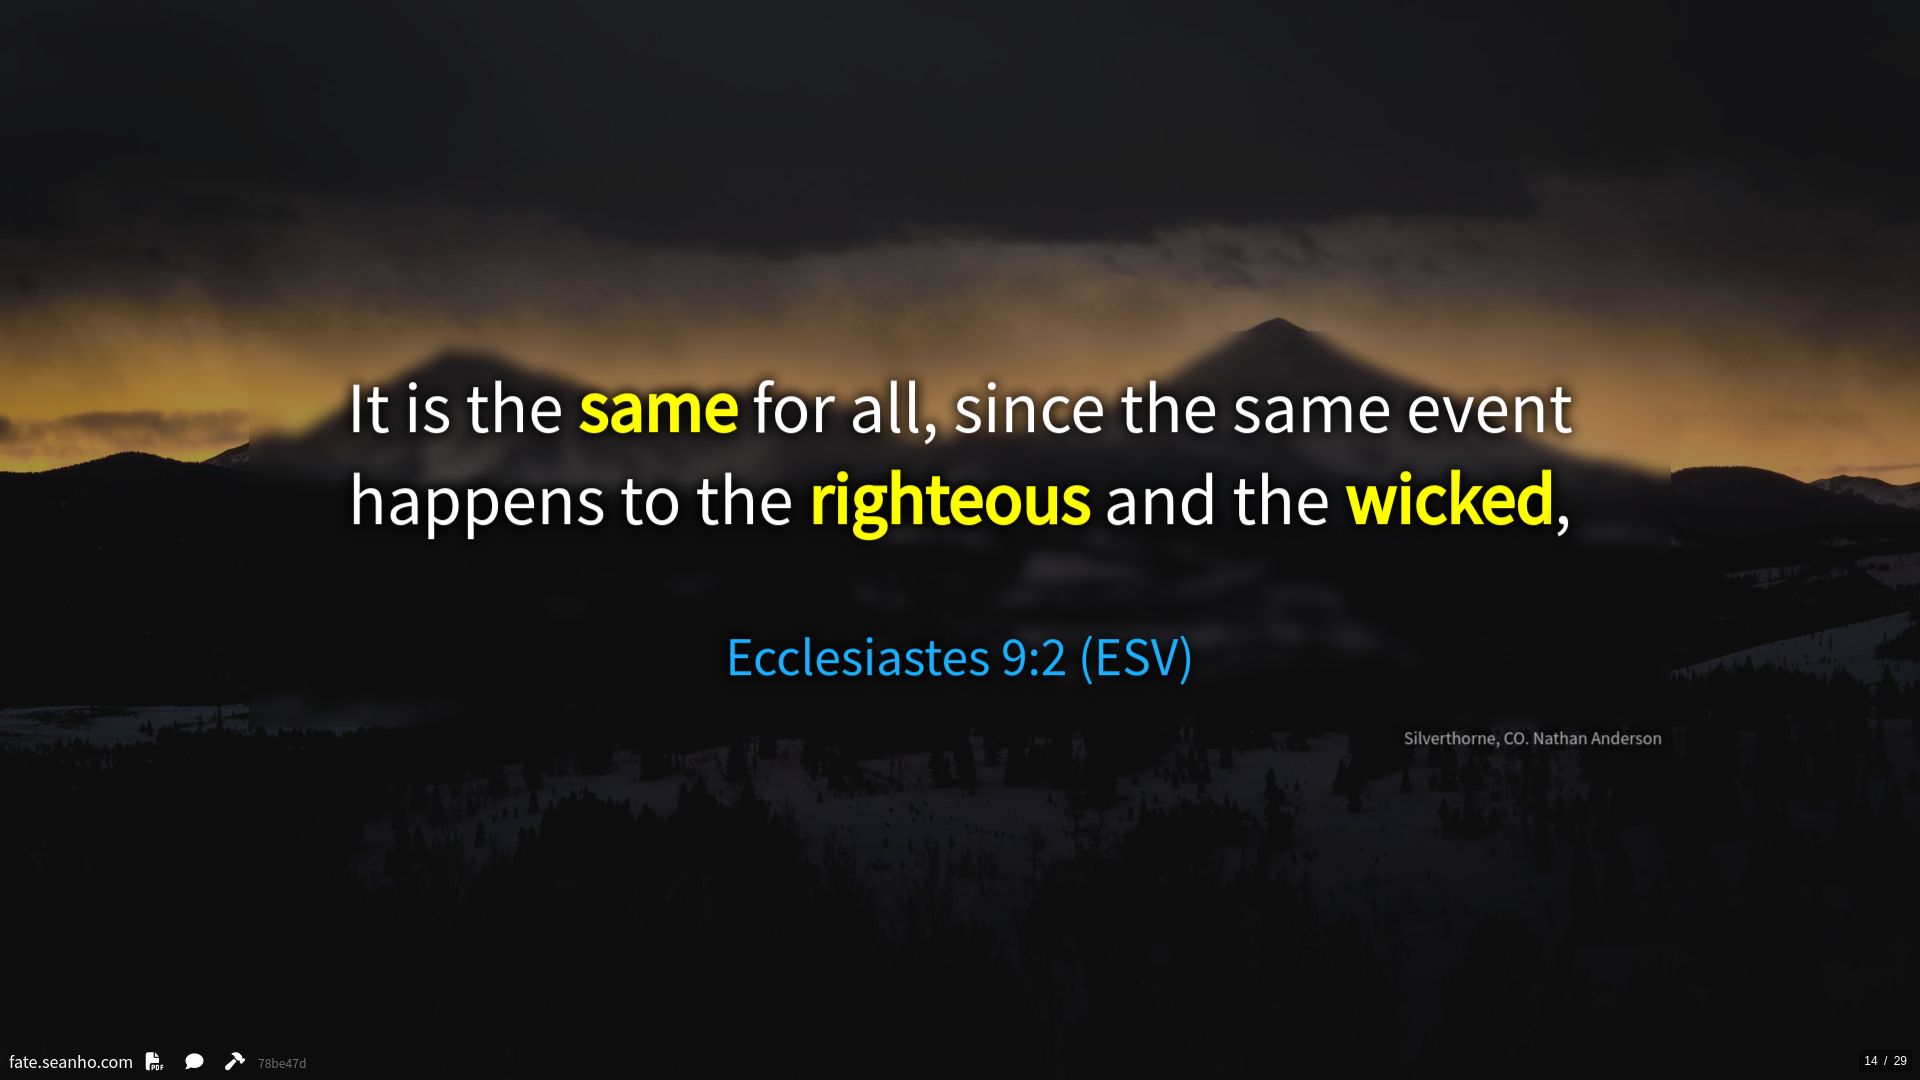 It is the same for all, since the same event
happens to the righteous and the wicked,
Ecclesiastes 9:2 (ESV)
Silverthorne, CO. Nathan Anderson
fate.seanho.com PDF 78be47d
14 / 29